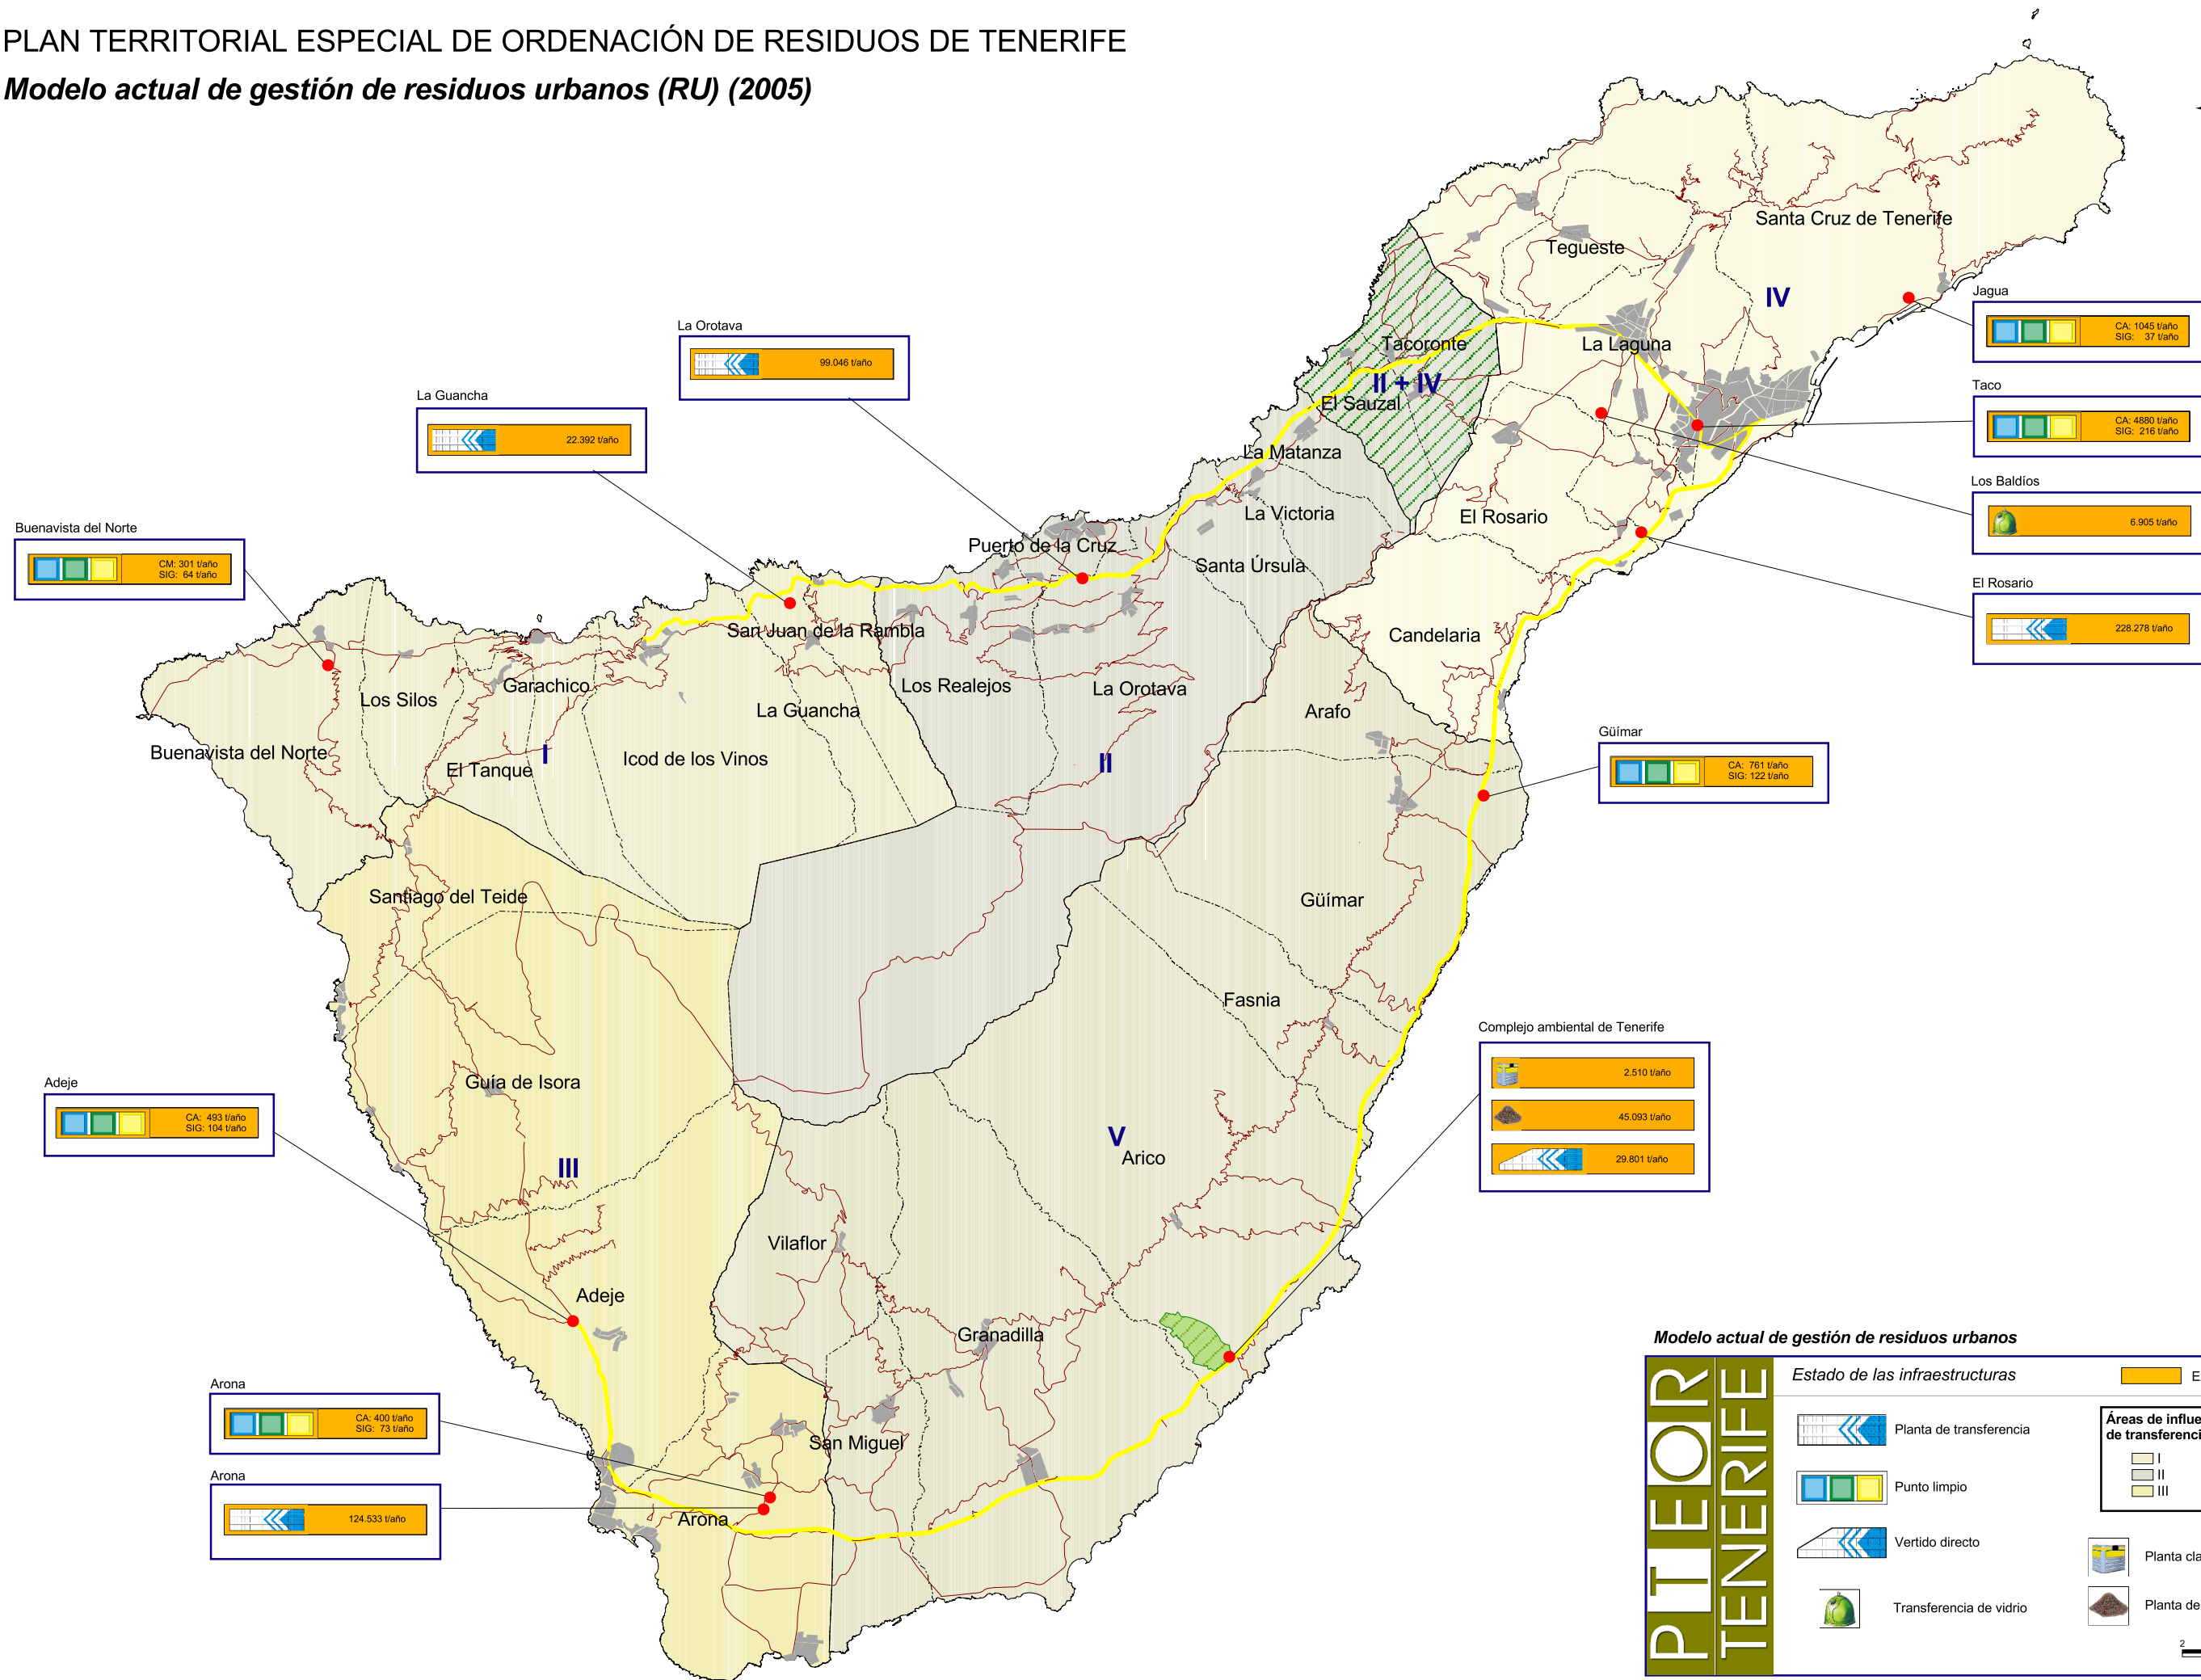 PLAN TERRITORIAL ESPECIAL DE ORDENACIÓN DE RESIDUOS DE TENERIFE
Modelo actual de gestión de residuos urbanos (RU) (2005)
Santa Cruz de Tenerife
Tegueste
IV
Jagua
CA: 1045 t/año
SIG: 37 t/año
La Orotava
99.046 t/año
Tacoronte
La Laguna
II + IV
El Sauzal
Taco
CA: 4880 t/año
SIG: 216 t/año
La Guancha
22.392 t/año
La Matanza
Los Baldíos
6.905 t/año
La Victoria
El Rosario
Buenavista del Norte
CM: 301 t/año
SIG: 64 t/año
Puerto de la Cruz
Santa Úrsula
El Rosario
228.278 t/año
San Juan de la Rambla
Candelaria
Los Silos
Garachico
La Guancha
Los Realejos
La Orotava
Arafo
Buenavista del Norte
El Tanque
I
Icod de los Vinos
II
Güímar
CA: 761 t/año
SIG: 122 t/año
Santiago del Teide
Güímar
Fasnia
Complejo ambiental de Tenerife
2.510 t/año
45.093 t/año
29.801 t/año
Adeje
CA: 493 t/año
SIG: 104 t/año
Guía de Isora
III
V
Arico
Vilaflor
Adeje
Granadilla
Arona
CA: 400 t/año
SIG: 73 t/año
San Miguel
Arona
124.533 t/año
Arona
Modelo actual de gestión de residuos urbanos
PTEOR
TENERIFE
Estado de las infraestructuras
E
Planta de transferencia
Áreas de influe
de transferenci
I
II
III
Punto limpio
Vertido directo
Planta cla
Transferencia de vidrio
Planta de
2